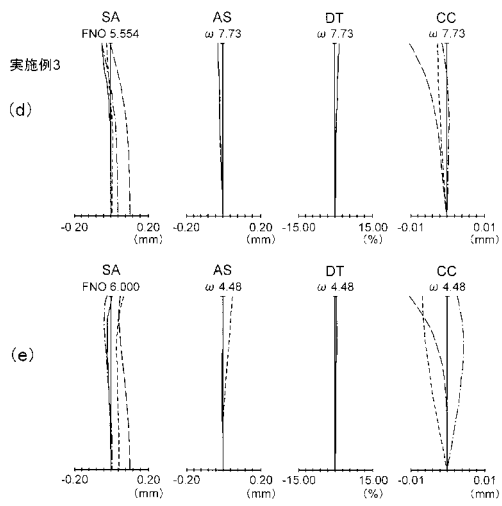 SA AS DT CC
FNO 5.554 ω 7.73 ω 7.73 ω 7.73
実施例3
(d)
-0.20 0.20 -0.20 0.20 -15.00 15.00 -0.01 0.01
(mm) (mm) (%) (mm)
SA AS DT CC
FNO 6.000 ω 4.48 ω 4.48 ω 4.48
(e)
-0.20 0.20 -0.20 0.20 -15.00 15.00 -0.01 0.01
(mm) (mm) (%) (mm)